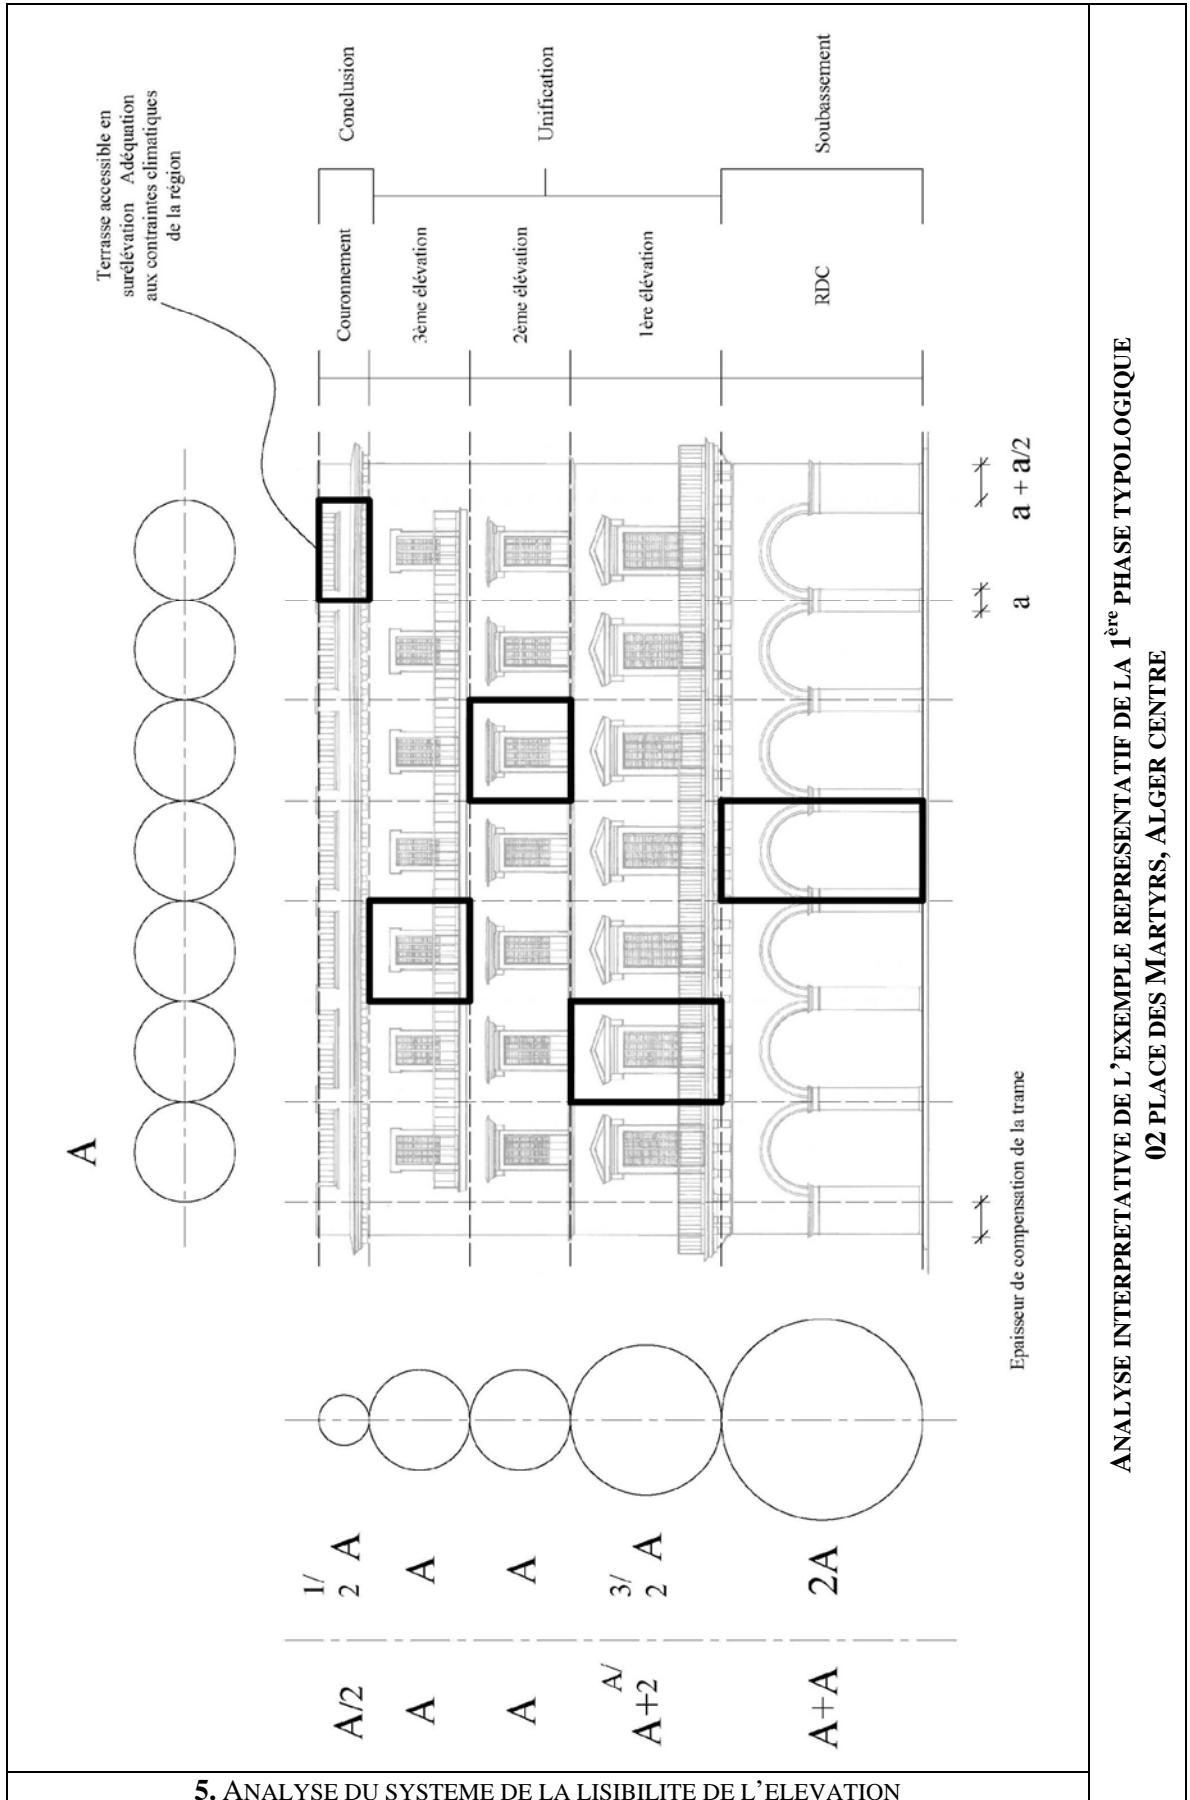 Terrasse accessible en
surélévation Adéquation
aux contraintes climatiques
de la région
A
Conclusion
Unification
Soubassement
Couronnement
3ème élévation
2ème élévation
1ère élévation
RDC
1/
2 A
A
A
3/
2 A
2A
A/2
A
A
A/
A+2
A+A
a
a + a/2
Epaisseur de compensation de la trame
ANALYSE INTERPRETATIVE DE L'EXEMPLE REPRESENTATIF DE LA 1ère PHASE TYPOLOGIQUE
02 PLACE DES MARTYRS, ALGER CENTRE
5. ANALYSE DU SYSTEME DE LA LISIBILITE DE L'ELEVATION